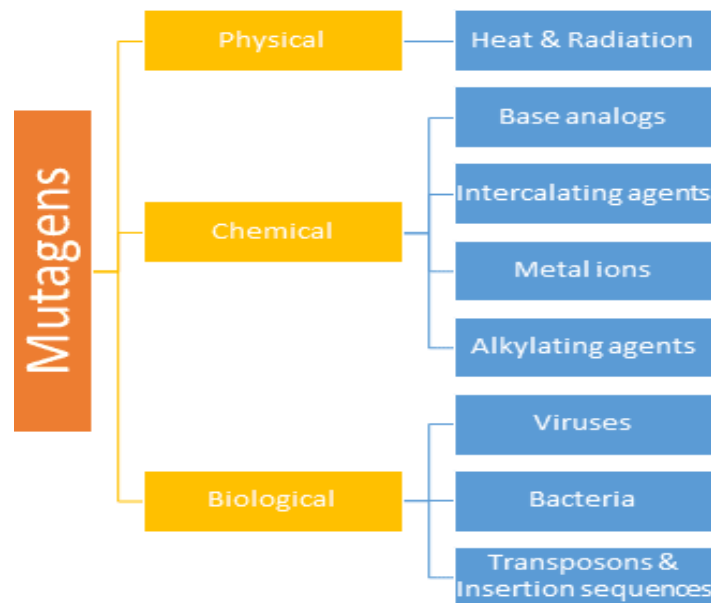 Mutagens
Physical
Heat & Radiation
Chemical
Base analogs
Intercalating agents
Metal ions
Alkylating agents
Biological
Viruses
Bacteria
Transposons &
Insertion sequences